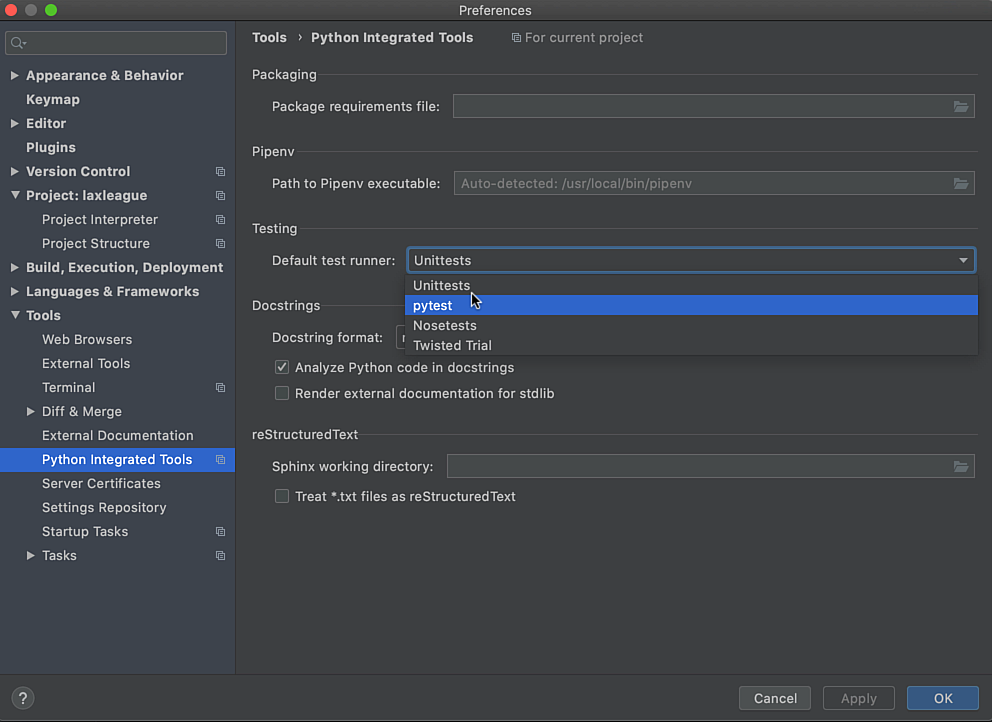 Preferences
Tools › Python Integrated Tools For current project
Appearance & Behavior
Keymap
Editor
Plugins
Version Control
Project: laxleague
Project Interpreter
Project Structure
Build, Execution, Deployment
Languages & Frameworks
Tools
Web Browsers
External Tools
Terminal
Diff & Merge
External Documentation
Python Integrated Tools
Server Certificates
Settings Repository
Startup Tasks
Tasks
Packaging
Package requirements file:
Pipenv
Path to Pipenv executable: Auto-detected: /usr/local/bin/pipenv
Testing
Default test runner: Unittests
Unittests
pytest
Nosetests
Twisted Trial
Docstrings
Docstring format:
Analyze Python code in docstrings
Render external documentation for stdlib
reStructuredText
Sphinx working directory:
Treat *.txt files as reStructuredText
? Cancel Apply OK